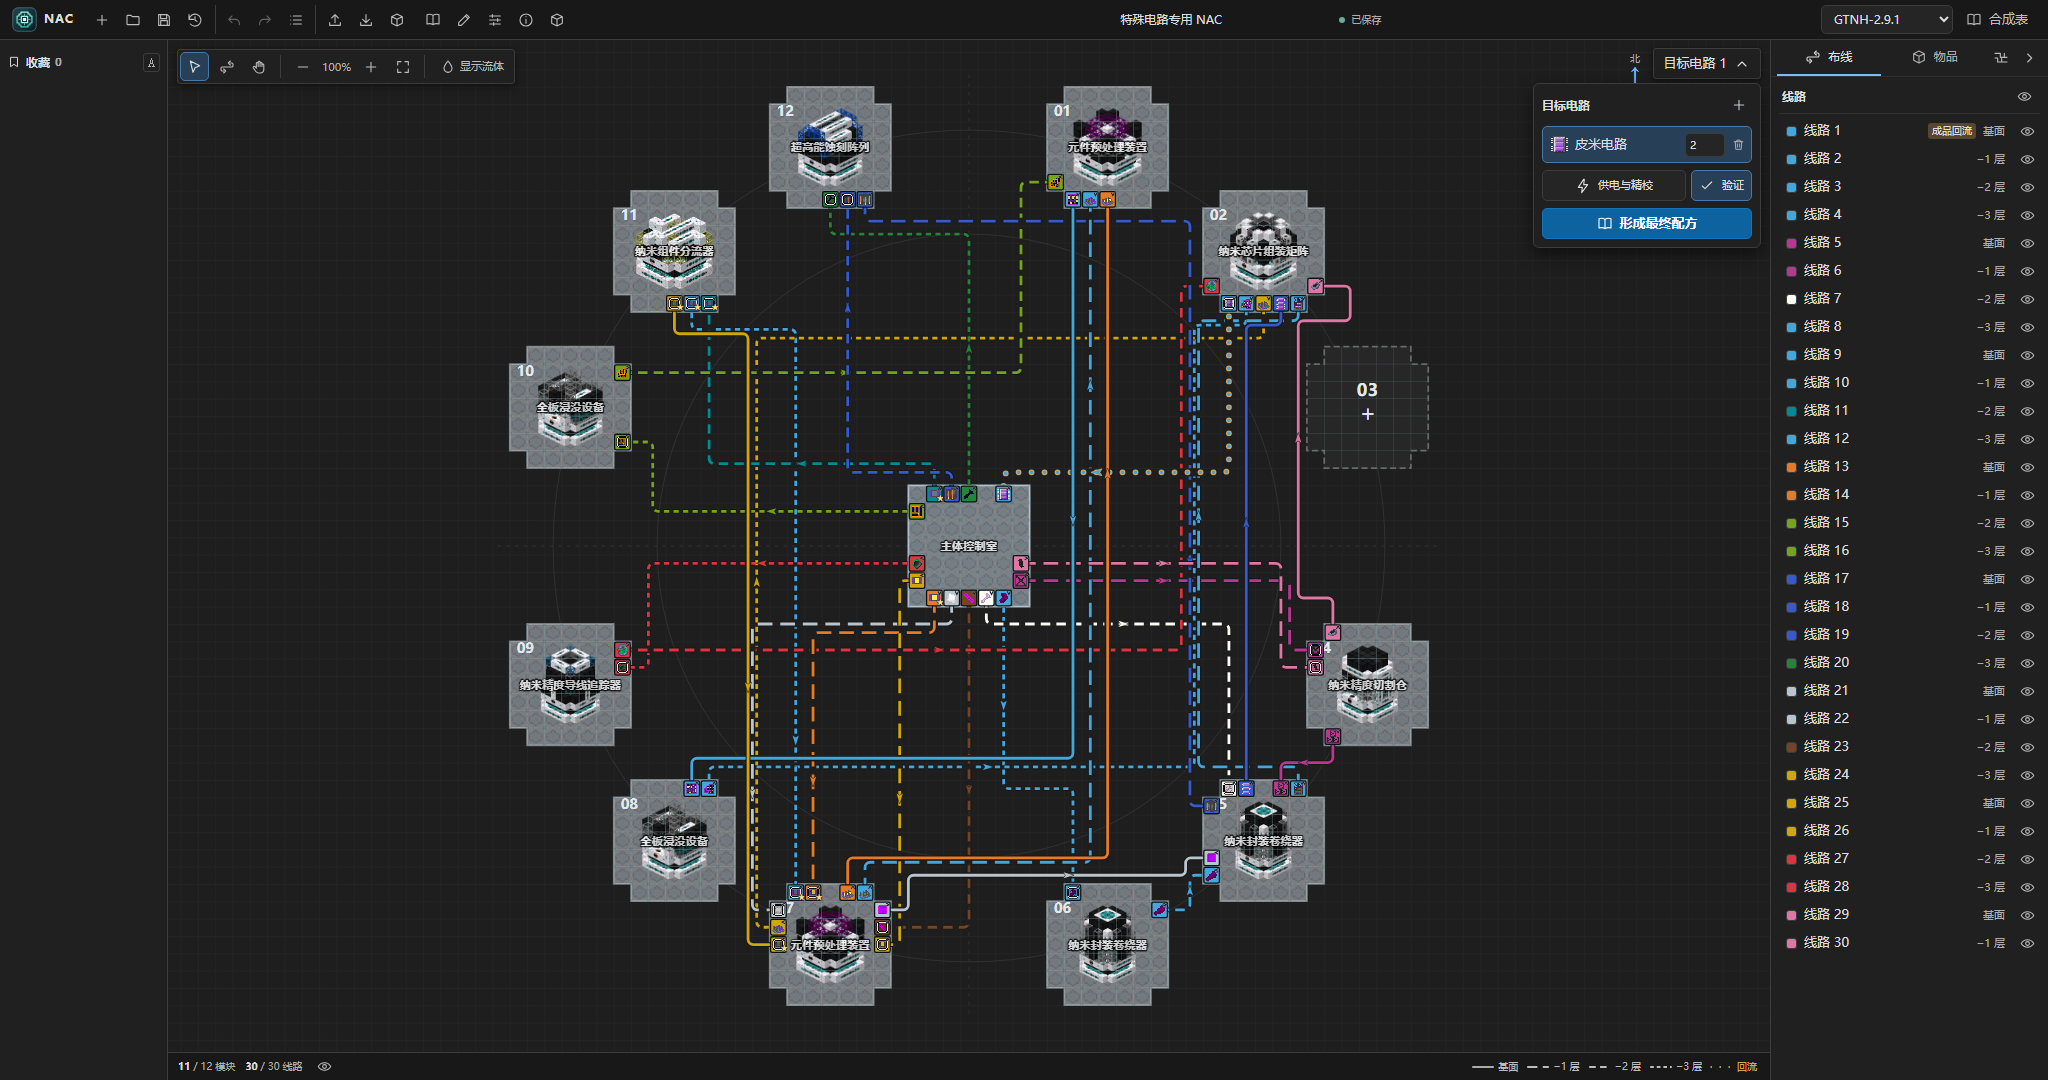 NAC
特殊电路专用 NAC
已保存
GTNH-2.9.1
合成表
收藏 0
A
100%
显示流体
北
目标电路 1
目标电路
皮米电路
2
供电与精校
验证
形成最终配方
布线
物品
线路
线路 1 成品回流 基面
线路 2 -1 层
线路 3 -2 层
线路 4 -3 层
线路 5 基面
线路 6 -1 层
线路 7 -2 层
线路 8 -3 层
线路 9 基面
线路 10 -1 层
线路 11 -2 层
线路 12 -3 层
线路 13 基面
线路 14 -1 层
线路 15 -2 层
线路 16 -3 层
线路 17 基面
线路 18 -1 层
线路 19 -2 层
线路 20 -3 层
线路 21 基面
线路 22 -1 层
线路 23 -2 层
线路 24 -3 层
线路 25 基面
线路 26 -1 层
线路 27 -2 层
线路 28 -3 层
线路 29 基面
线路 30 -1 层
12
超高能蚀刻阵列
01
元件预处理装置
11
纳米组件分流器
02
纳米芯片组装矩阵
10
全板浸没设备
03
主体控制室
09
纳米精度导线追踪器
4
纳米精度切割仓
08
全板浸没设备
5
纳米封装卷绕器
7
元件预处理装置
06
纳米封装卷绕器
11 / 12 模块
30 / 30 线路
基面
-1 层
-2 层
-3 层
回流